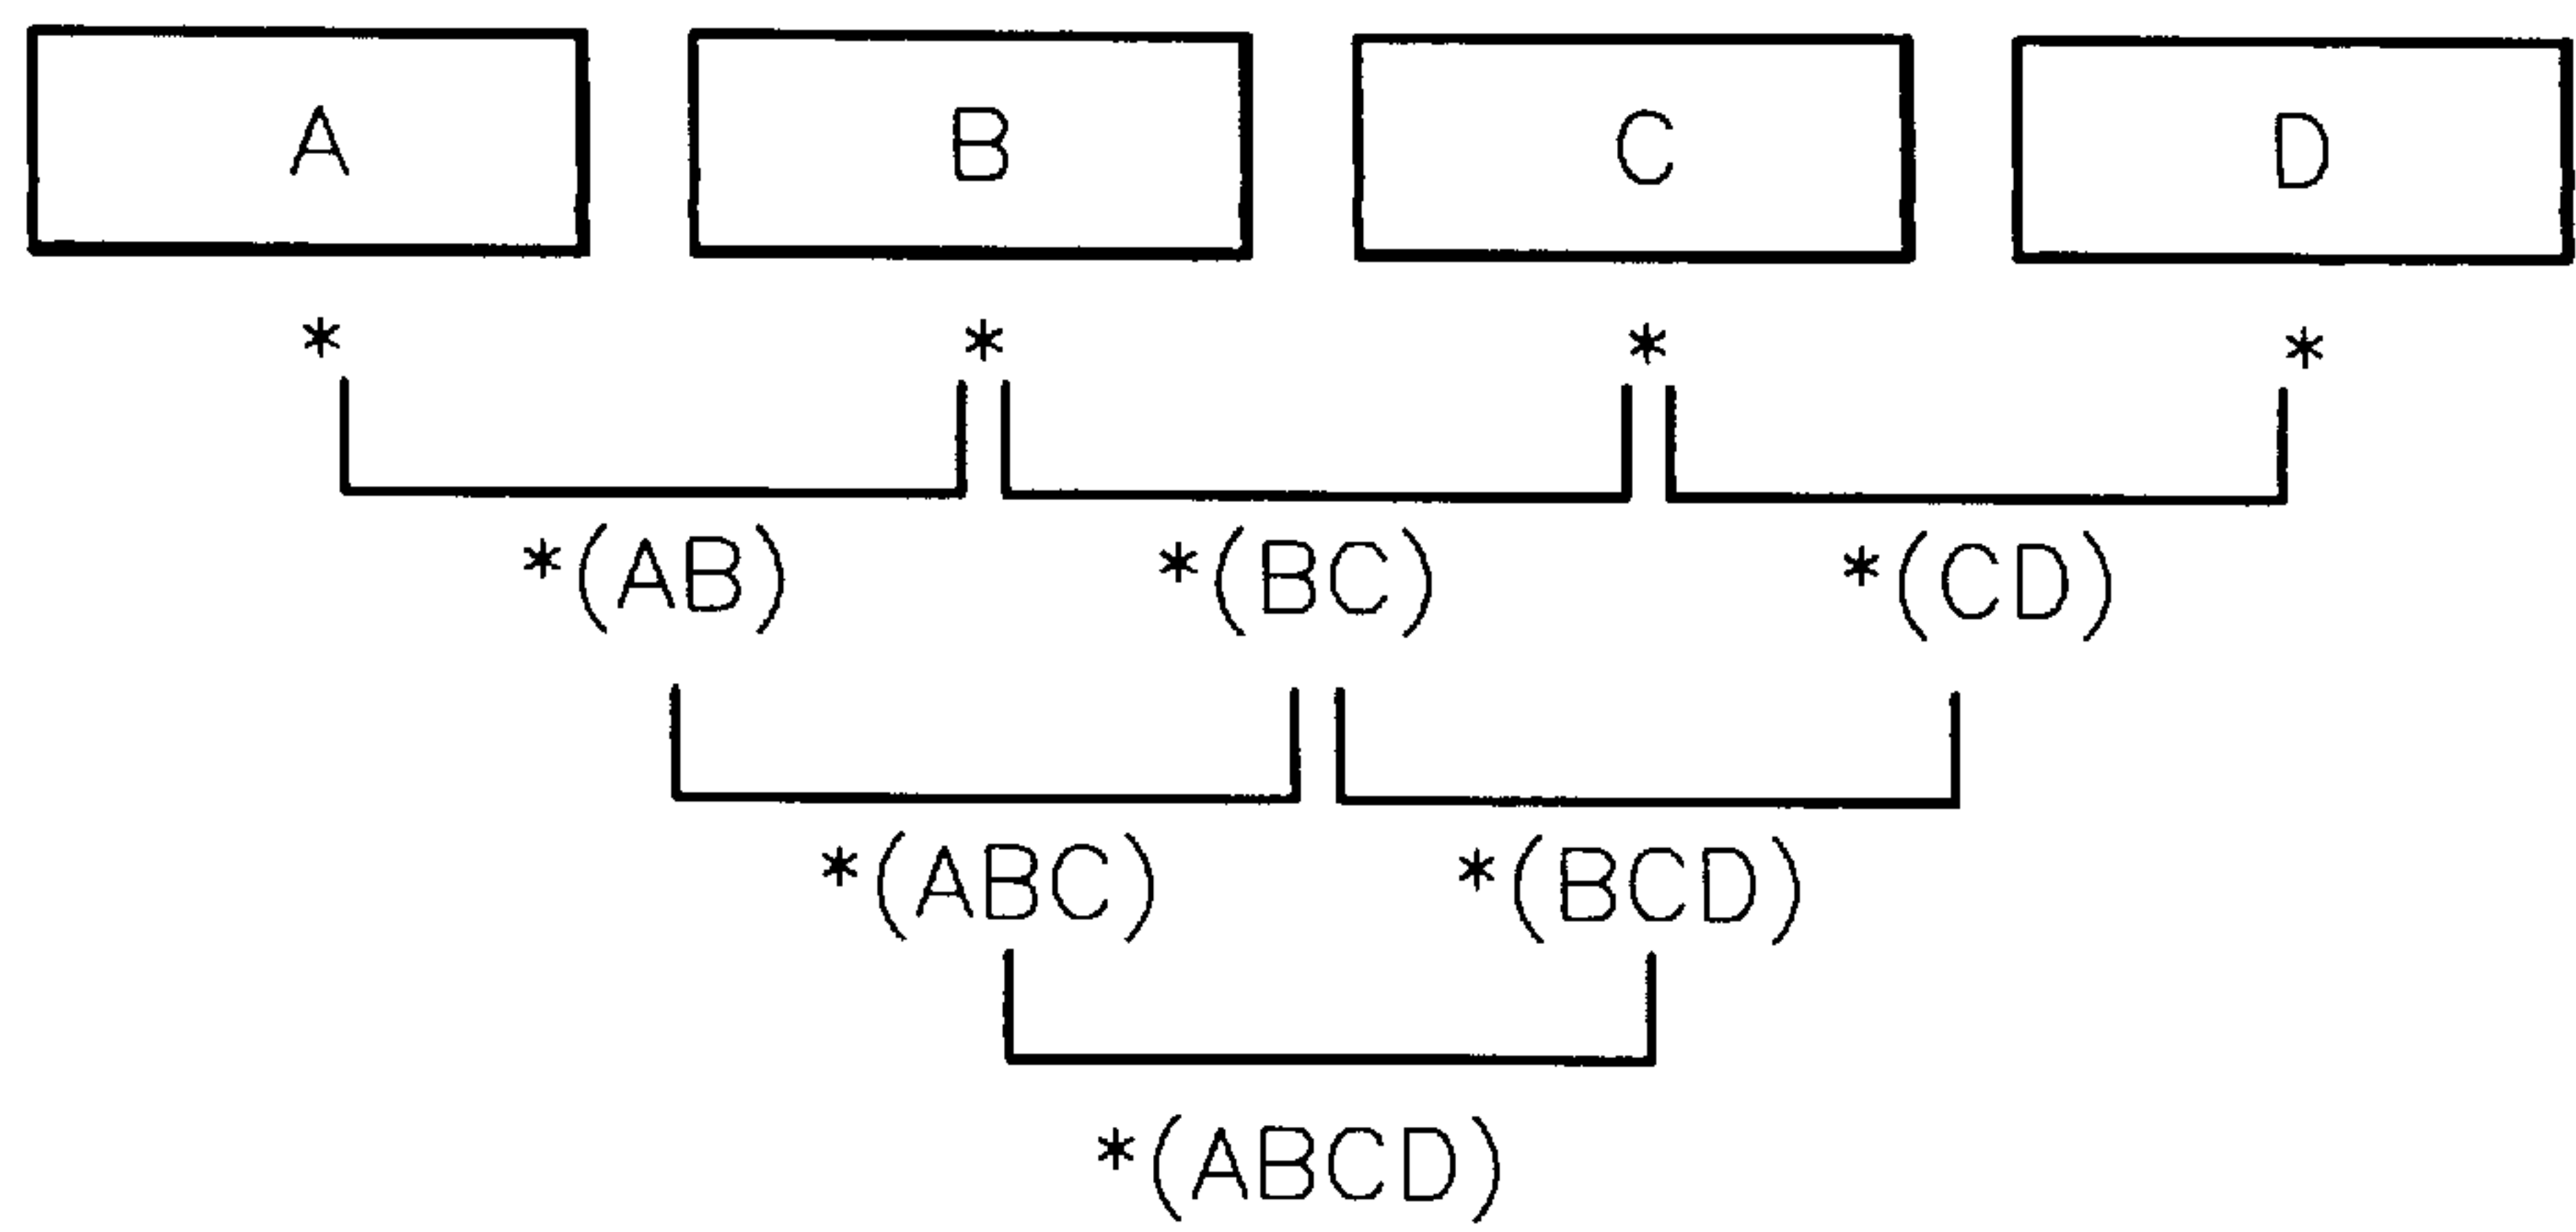 A B C D
* * * *
*(AB) *(BC) *(CD)
*(ABC) *(BCD)
*(ABCD)